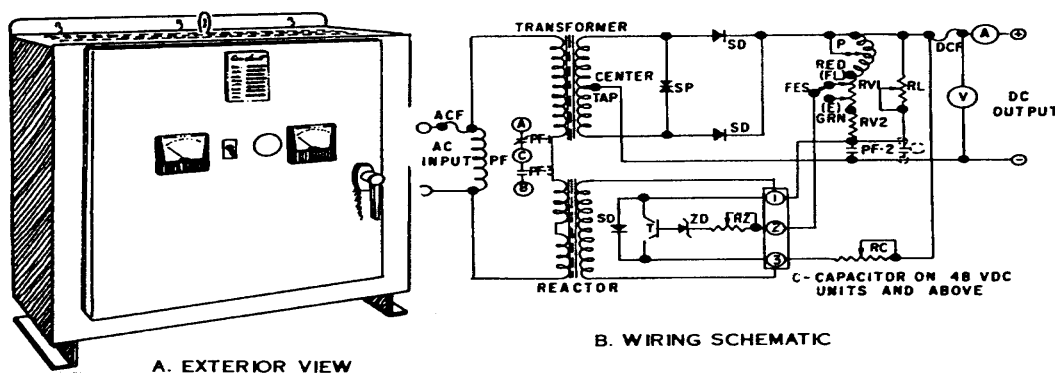 TRANSFORMER
SD
P
DCF
A
+
RED
(FL)
CENTER
TAP
SP
FES
RV1
RL
V
DC
OUTPUT
(E)
GRN
RV2
ACF
AC
INPUT
PF
A
PF-1
C
PF-3
B
SD
PF-2
C
-
1
SD
T
ZD
RZ
2
3
RC
REACTOR
C-CAPACITOR ON 48 VDC
UNITS AND ABOVE
A. EXTERIOR VIEW
B. WIRING SCHEMATIC